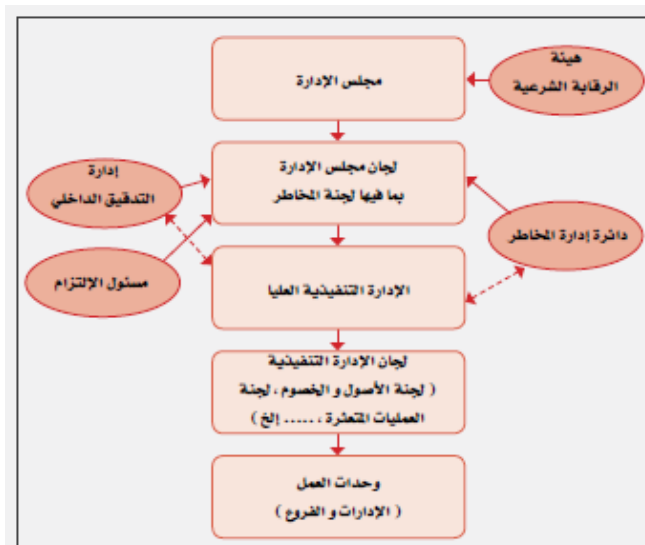 هيئة
الرقابة الشرعية
مجلس الإدارة
لجان مجلس الإدارة
بما فيها لجنة المخاطر
إدارة
التدقيق الداخلي
دائرة إدارة المخاطر
مسئول الإلتزام
الإدارة التنفيذية العليا
لجان الإدارة التنفيذية
( لجنة الأصول و الخصوم ، لجنة
العمليات المتعثرة ، ..... إلخ )
وحدات العمل
( الإدارات و الفروع )